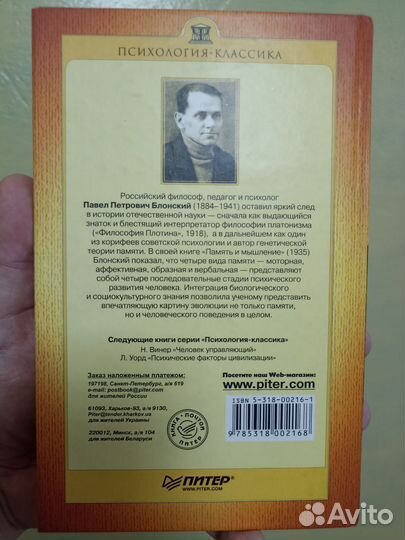 ПСИХОЛОГИЯ-КЛАССИКА
Российский философ, педагог и психолог
Павел Петрович Блонский (1884–1941) оставил яркий след
в истории отечественной науки — сначала как выдающийся
знаток и блестящий интерпретатор философии платонизма
(«Философия Плотина», 1918), а в дальнейшем как один
из корифеев советской психологии и автор генетической
теории памяти. В своей книге «Память и мышление» (1935)
Блонский показал, что четыре вида памяти — моторная,
аффективная, образная и вербальная — представляют
собой четыре последовательные стадии психического
развития человека. Интеграция биологического
и социокультурного знания позволила ученому представить
впечатляющую картину эволюции не только памяти,
но и человеческого поведения в целом.
Следующие книги серии «Психология-классика»
Н. Винер «Человек управляющий»
Л. Уорд «Психические факторы цивилизации»
Заказ наложенным платежом:
197198, Санкт-Петербург, а/я 619
e-mail: postbook@piter.com
для жителей России
61093, Харьков-93, а/я 9130,
Piter@tender.kharkov.ua
для жителей Украины
220012, Минск, а/я 104
для жителей Беларуси
КНИГА-ПОЧТОЙ
ПИТЕР
Посетите наш Web-магазин:
www.piter.com
ISBN 5-318-00216-1
9 785318 002168
ПИТЕР
WWW.PITER.COM
Avito